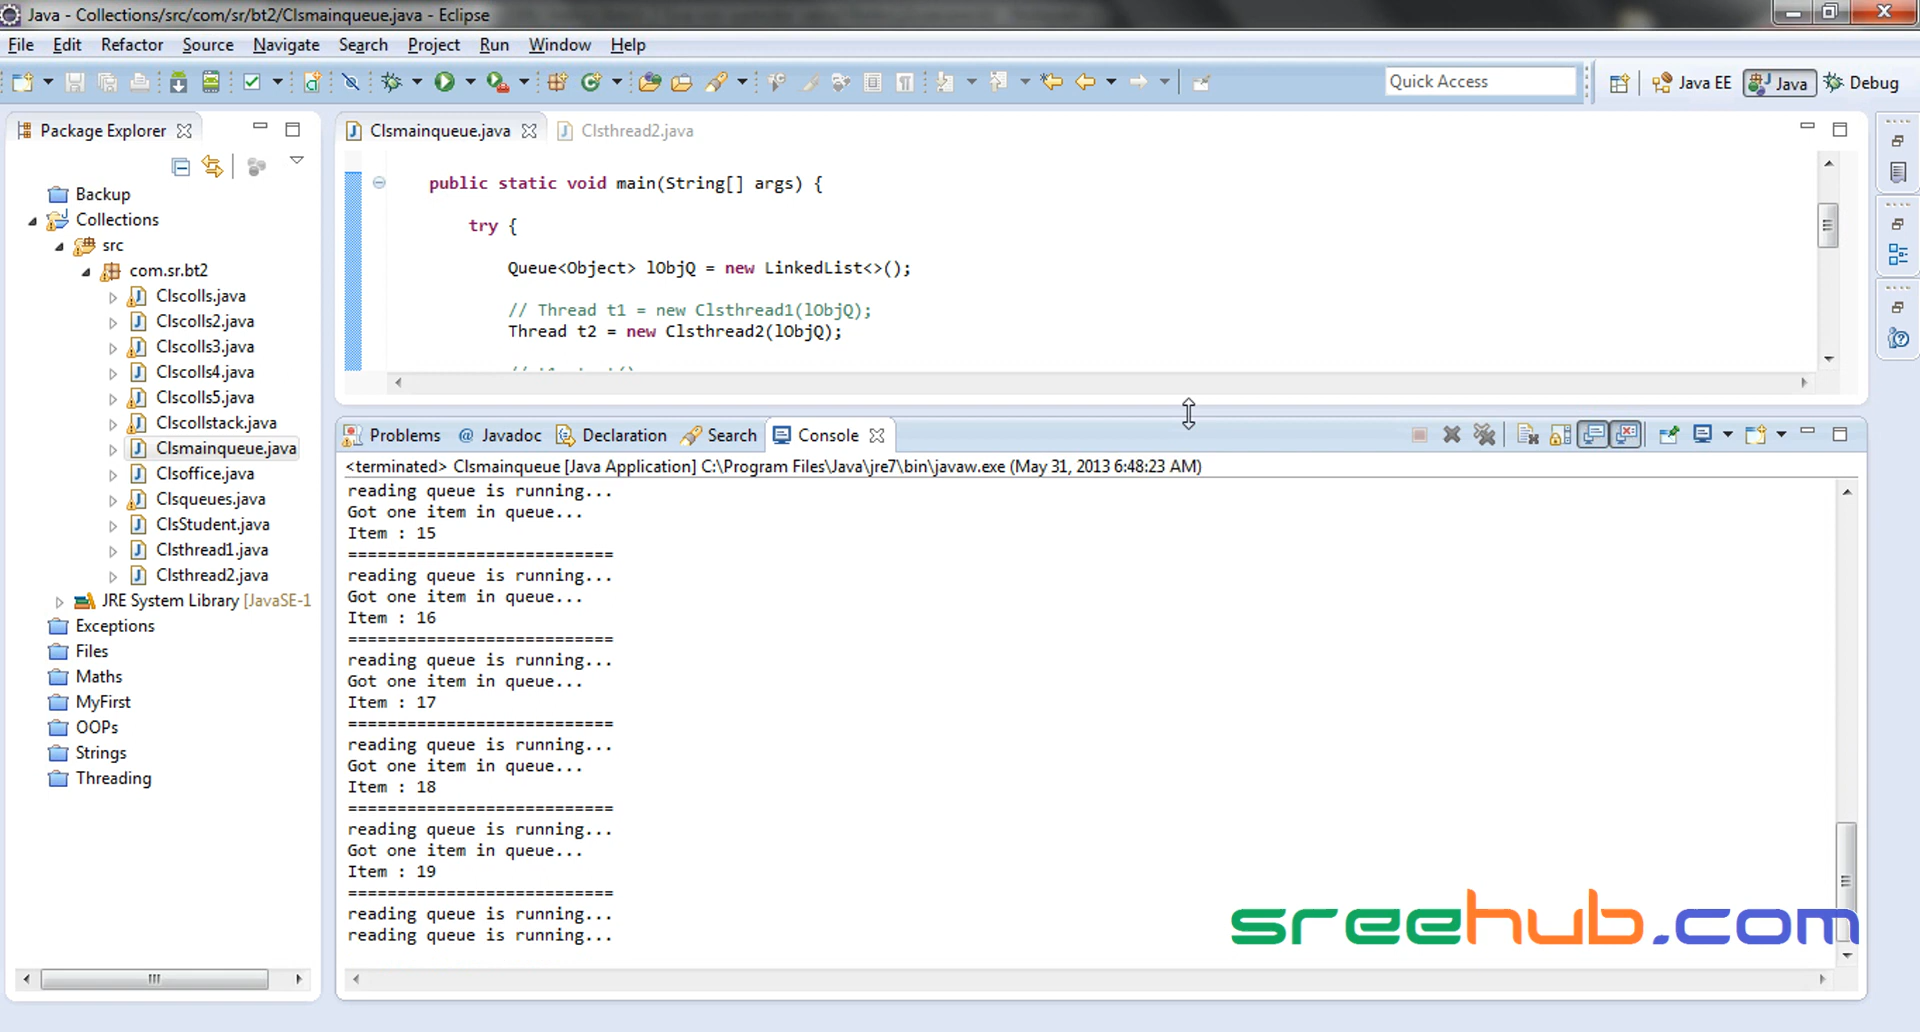 Java - Collections/src/com/sr/bt2/Clsmainqueue.java - Eclipse
File Edit Refactor Source Navigate Search Project Run Window Help
Quick Access
Java EE
Java
Debug
Package Explorer
Backup
Collections
src
com.sr.bt2
Clscolls.java
Clscolls2.java
Clscolls3.java
Clscolls4.java
Clscolls5.java
Clscollstack.java
Clsmainqueue.java
Clsoffice.java
Clsqueues.java
ClsStudent.java
Clsthread1.java
Clsthread2.java
JRE System Library [JavaSE-1
Exceptions
Files
Maths
MyFirst
OOPs
Strings
Threading
Clsmainqueue.java Clsthread2.java
public static void main(String[] args) {
try {
Queue<Object> lObjQ = new LinkedList<>();
// Thread t1 = new Clsthread1(lObjQ);
Thread t2 = new Clsthread2(lObjQ);
Problems Javadoc Declaration Search Console
<terminated> Clsmainqueue [Java Application] C:\Program Files\Java\jre7\bin\javaw.exe (May 31, 2013 6:48:23 AM)
reading queue is running...
Got one item in queue...
Item : 15
===========================
reading queue is running...
Got one item in queue...
Item : 16
===========================
reading queue is running...
Got one item in queue...
Item : 17
===========================
reading queue is running...
Got one item in queue...
Item : 18
===========================
reading queue is running...
Got one item in queue...
Item : 19
===========================
reading queue is running...
reading queue is running...
sreehub.com